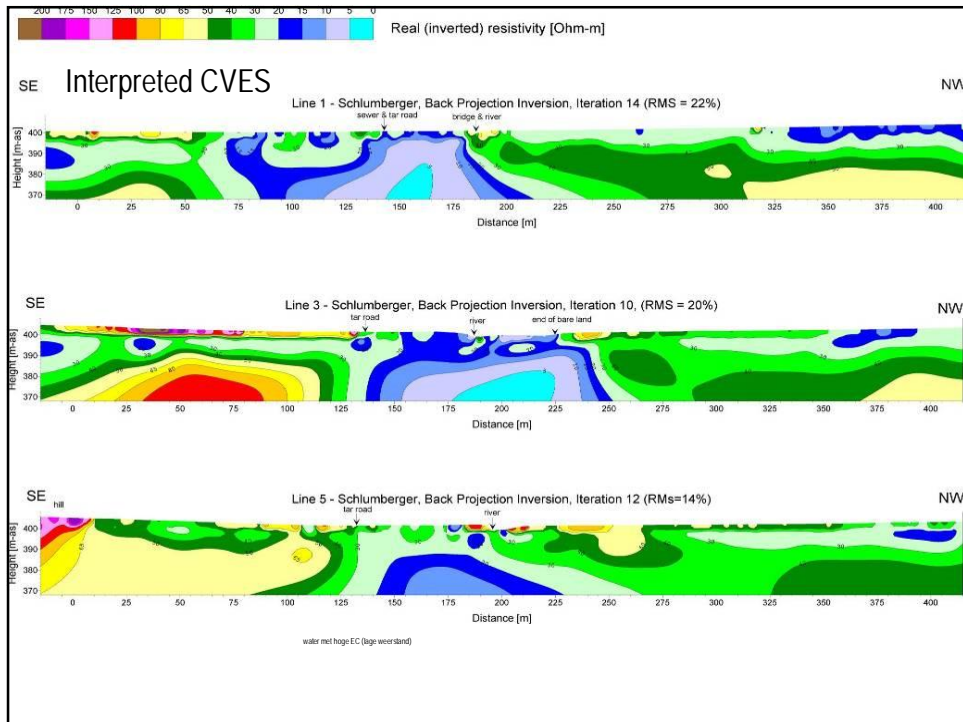 200 175 150 125 100 80 65 50 40 30 20 15 10 5 0
Real (inverted) resistivity [Ohm-m]
Interpreted CVES
SE
NW
Line 1 - Schlumberger, Back Projection Inversion, Iteration 14 (RMS = 22%)
sewer & tar road
bridge & river
Height [m-as]
400
390
380
370
0 25 50 75 100 125 150 175 200 225 250 275 300 325 350 375 400
Distance [m]
SE
NW
Line 3 - Schlumberger, Back Projection Inversion, Iteration 10, (RMS = 20%)
tar road
river
end of bare land
Height [m-as]
400
390
380
370
0 25 50 75 100 125 150 175 200 225 250 275 300 325 350 375 400
Distance [m]
SE
NW
hill
Line 5 - Schlumberger, Back Projection Inversion, Iteration 12 (RMs=14%)
tar road
river
Height [m-as]
400
390
380
370
0 25 50 75 100 125 150 175 200 225 250 275 300 325 350 375 400
Distance [m]
water met hoge EC (lage weerstand)